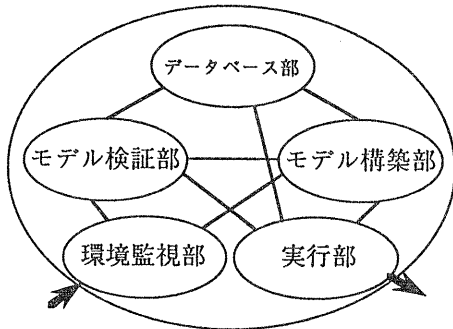 データベース部
モデル検証部
モデル構築部
環境監視部
実行部